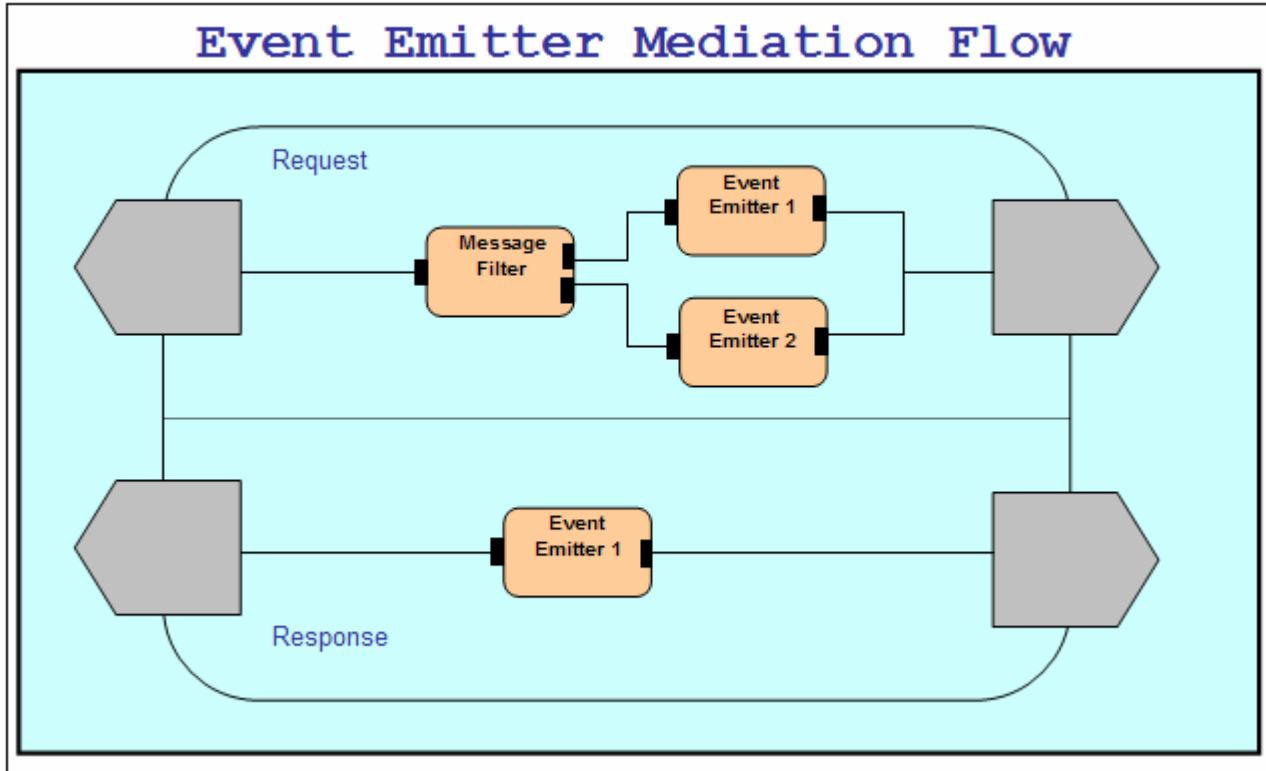 Event Emitter Mediation Flow
Request
Event
Emitter 1
Message
Filter
Event
Emitter 2
Event
Emitter 1
Response